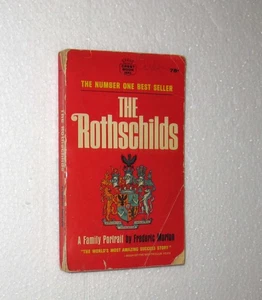 THE NUMBER ONE BEST SELLER
THE
Rothschilds
A Family Portrait by Frederic Morton
"THE WORLD'S MOST AMAZING SUCCESS STORY"